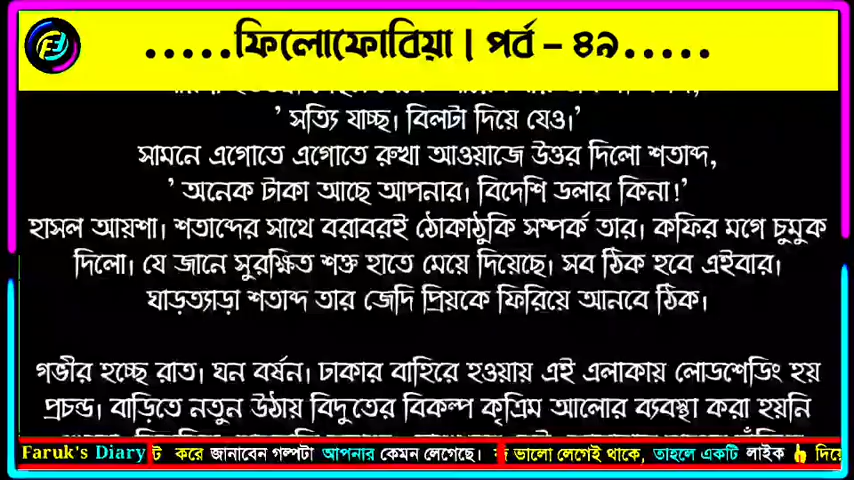 .....ফিলোফোবিয়া | পর্ব – ৪৯.....
’ সত্যি যাচ্ছ। বিলটা দিয়ে যেও।’
সামনে এগোতে এগোতে রুখা আওয়াজে উত্তর দিলো শতাব্দ,
’ অনেক টাকা আছে আপনার। বিদেশি ডলার কিনা!’
হাসল আয়শা। শতাব্দের সাথে বরাবরই ঠোকাঠুকি সম্পর্ক তার। কফির মগে চুমুক
দিলো। যে জানে সুরক্ষিত শক্ত হাতে মেয়ে দিয়েছে। সব ঠিক হবে এইবার।
ঘাড়ত্যাড়া শতাব্দ তার জেদি প্রিয়কে ফিরিয়ে আনবে ঠিক।
গভীর হচ্ছে রাত। ঘন বর্ষন। ঢাকার বাহিরে হওয়ায় এই এলাকায় লোডশেডিং হয়
প্রচন্ড। বাড়িতে নতুন উঠায় বিদুতের বিকল্প কৃত্রিম আলোর ব্যবস্থা করা হয়নি
Faruk's Diary ট করে জানাবেন গল্পটা আপনার কেমন লেগেছে। ভালো লেগেই থাকে, তাহলে একটি লাইক 👍 দিয়ে